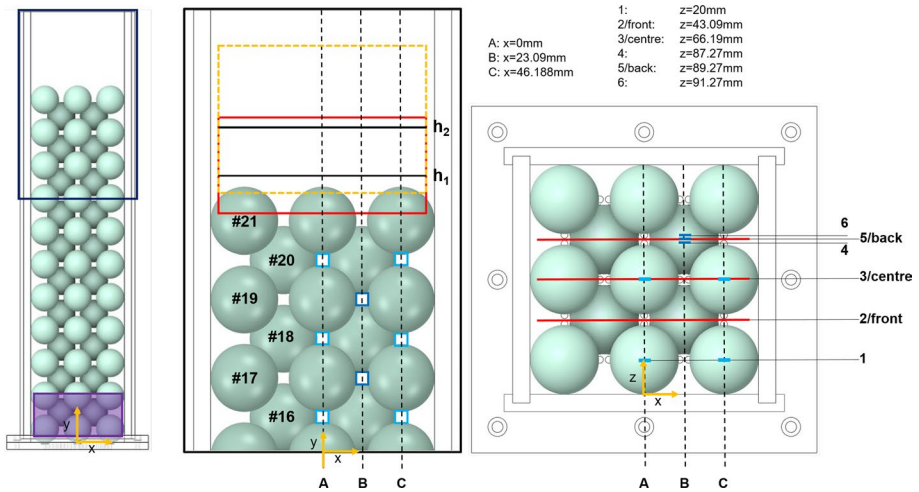 A: x=0mm
B: x=23.09mm
C: x=46.188mm
1: z=20mm
2/front: z=43.09mm
3/centre: z=66.19mm
4: z=87.27mm
5/back: z=89.27mm
6: z=91.27mm
h2
h1
#21
#20
#19
#18
#17
#16
y
x
y
x
A B C
6
5/back
4
3/centre
2/front
1
z
x
A B C